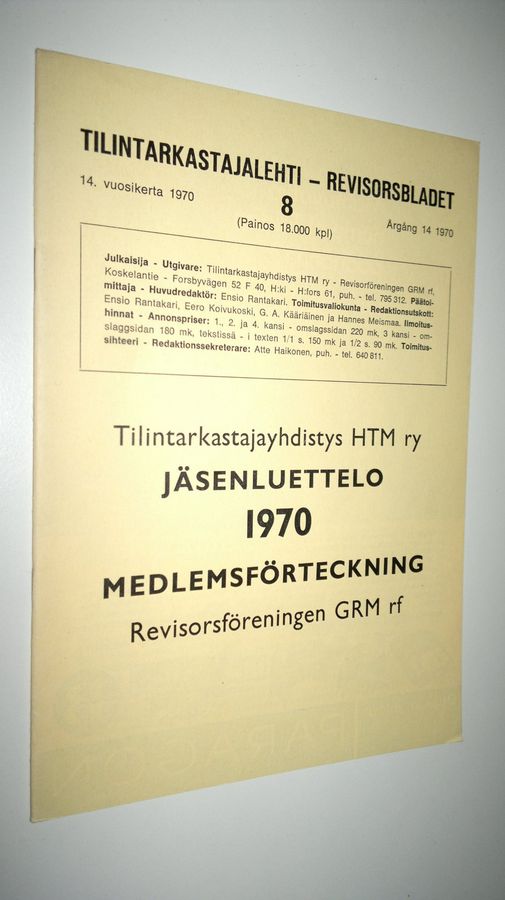 TILINTARKASTAJALEHTI – REVISORSBLADET
14. vuosikerta 1970
8
Årgång 14 1970
(Painos 18.000 kpl)
Julkaisija - Utgivare: Tilintarkastajayhdistys HTM ry - Revisorföreningen GRM rf,
Koskelantie - Forsbyvägen 52 F 40, H:ki - H:fors 61, puh. - tel. 795 312. Päätoi-
mittaja - Huvudredaktör: Ensio Rantakari. Toimitusvaliokunta - Redaktionsutskott:
Ensio Rantakari, Eero Koivukoski, G. A. Kääriäinen ja Hannes Meismaa. Ilmoitus-
hinnat - Annonspriser: 1., 2. ja 4. kansi - omslagssidan 220 mk, 3 kansi - om-
slaggsidan 180 mk, tekstissä - i texten 1/1 s. 150 mk ja 1/2 s. 90 mk. Toimitus-
sihteeri - Redaktionssekreterare: Atte Haikonen, puh. - tel. 640 811.
Tilintarkastajayhdistys HTM ry
JÄSENLUETTELO
1970
MEDLEMSFÖRTECKNING
Revisorsföreningen GRM rf
PARAGON